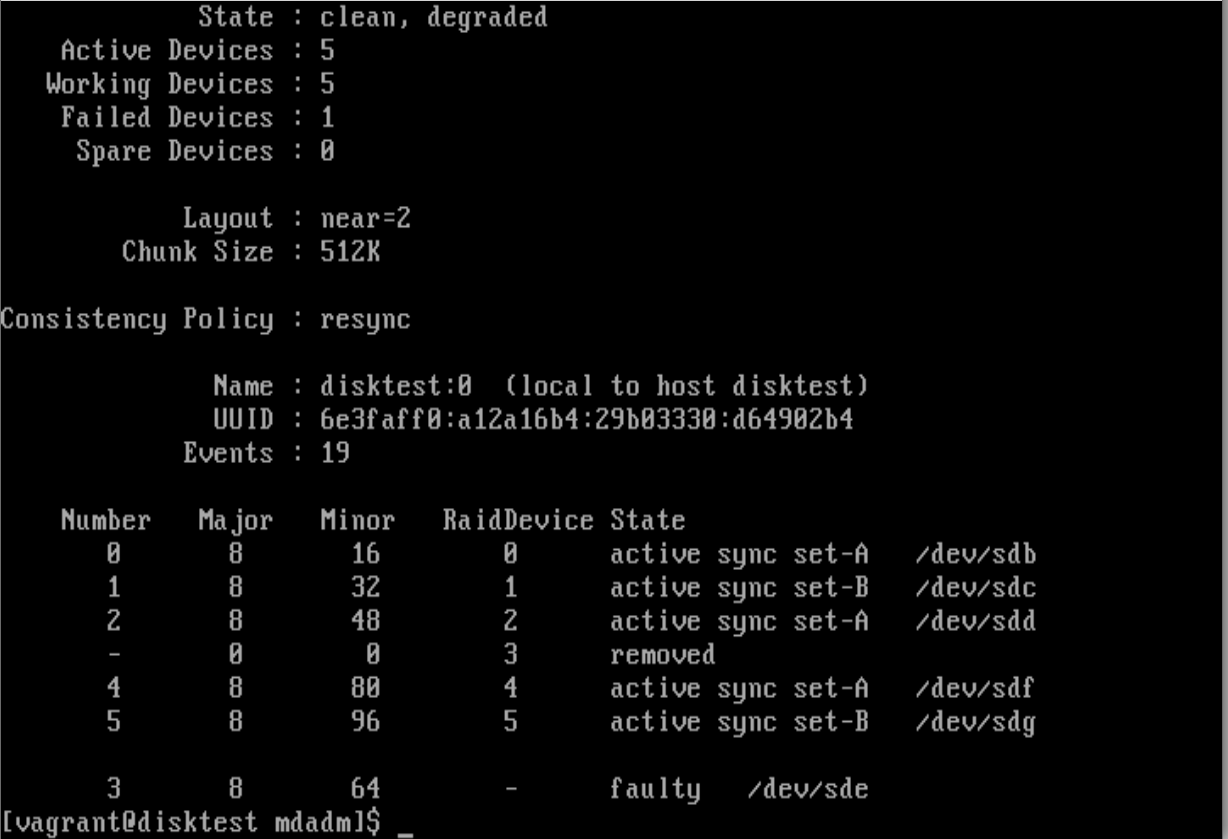 State : clean, degraded
Active Devices : 5
Working Devices : 5
Failed Devices : 1
Spare Devices : 0
Layout : near=2
Chunk Size : 512K
Consistency Policy : resync
Name : disktest:0 (local to host disktest)
UUID : 6e3faff0:a12a16b4:29b03330:d64902b4
Events : 19
Number Major Minor RaidDevice State
0 8 16 0 active sync set-A /dev/sdb
1 8 32 1 active sync set-B /dev/sdc
2 8 48 2 active sync set-A /dev/sdd
- 0 0 3 removed
4 8 80 4 active sync set-A /dev/sdf
5 8 96 5 active sync set-B /dev/sdg
3 8 64 - faulty /dev/sde
[vagrant@disktest mdadm]$ _